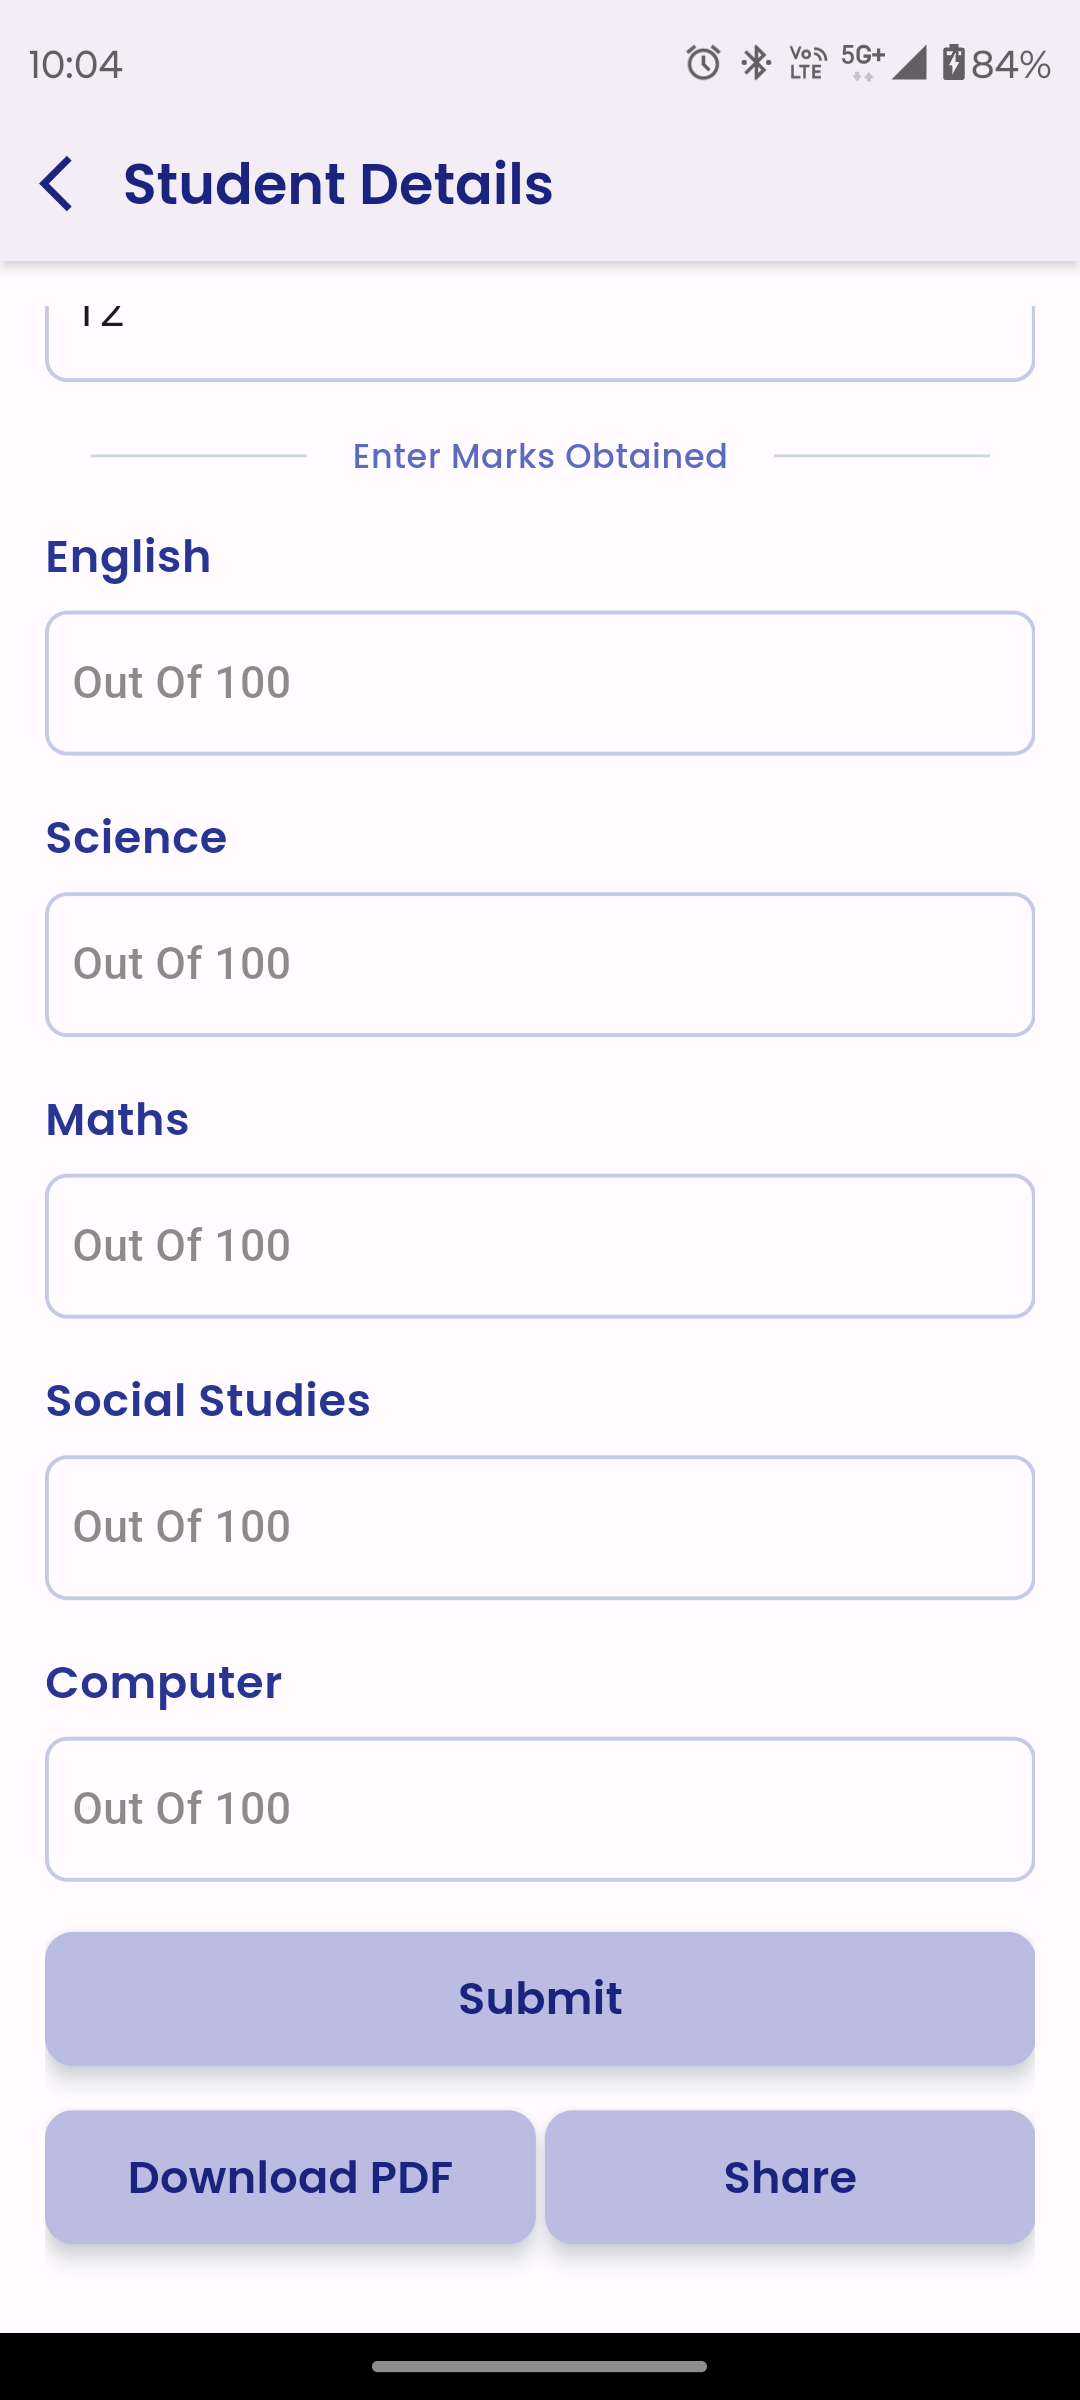 10:04
Vo LTE 5G+ 84%
Student Details
12
Enter Marks Obtained
English
Out Of 100
Science
Out Of 100
Maths
Out Of 100
Social Studies
Out Of 100
Computer
Out Of 100
Submit
Download PDF Share